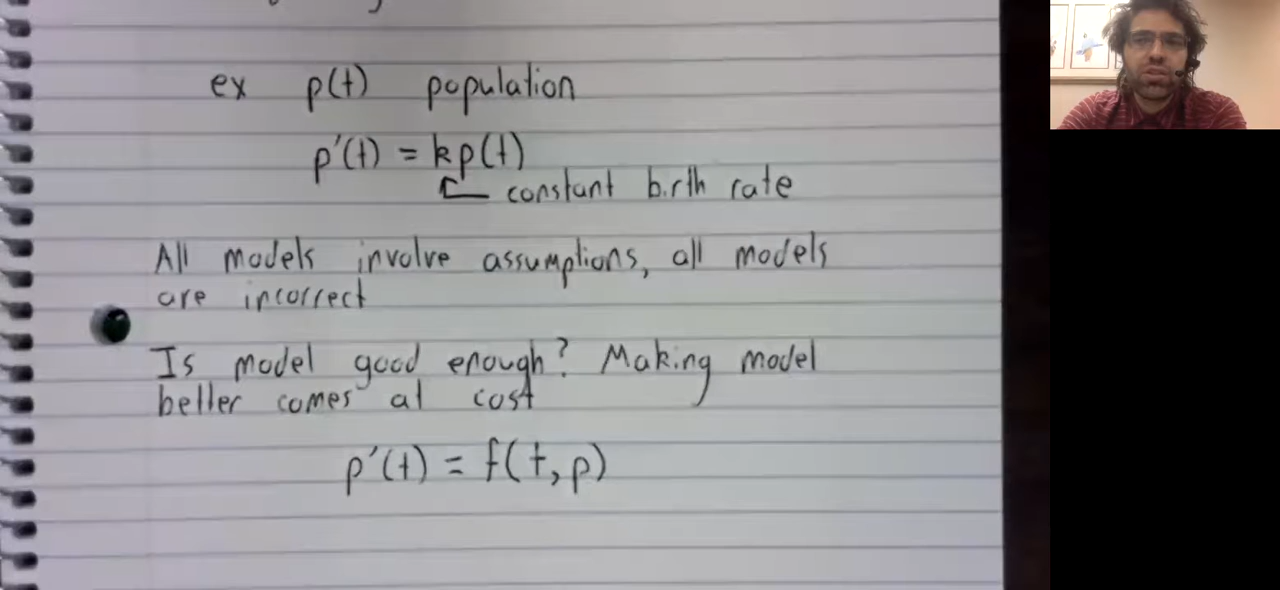 ex p(t) population
p'(t) = kp(t)
constant birth rate
All models involve assumptions, all models
are incorrect
Is model good enough? Making model
better comes at cost
p'(t) = f(t, p)